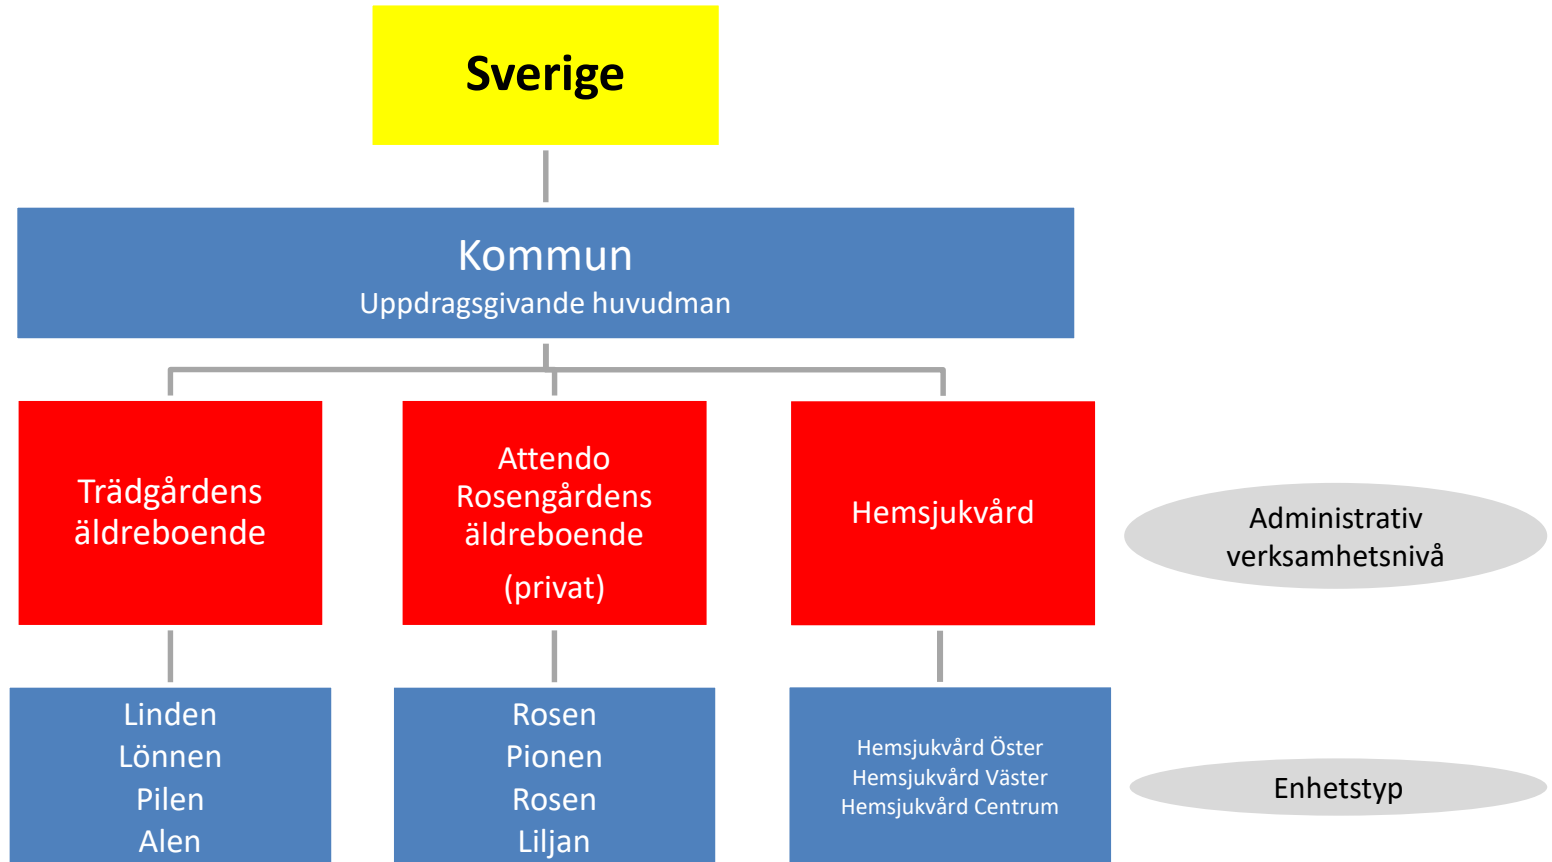 Sverige
Kommun
Uppdragsgivande huvudman
Trädgårdens
äldreboende
Attendo
Rosengårdens
äldreboende
(privat)
Hemsjukvård
Administrativ
verksamhetsnivå
Linden
Lönnen
Pilen
Alen
Rosen
Pionen
Rosen
Liljan
Hemsjukvård Öster
Hemsjukvård Väster
Hemsjukvård Centrum
Enhetstyp